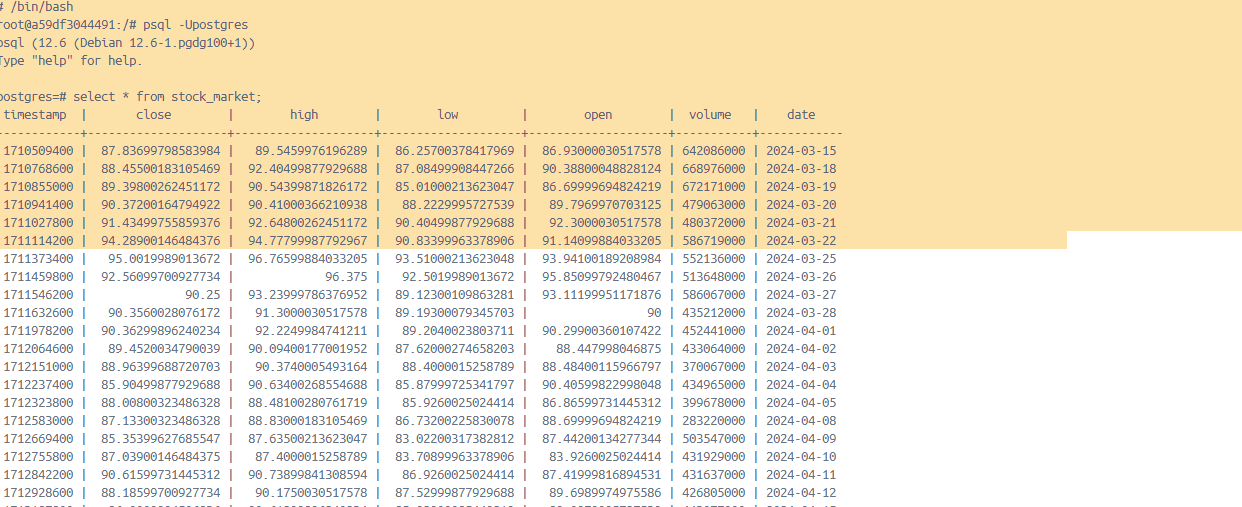 # /bin/bash
root@a59df3044491:/# psql -Upostgres
psql (12.6 (Debian 12.6-1.pgdg100+1))
Type "help" for help.
postgres=# select * from stock_market;
timestamp | close | high | low | open | volume | date
-----------+--------------------+--------------------+--------------------+--------------------+-----------+------------
1710509400 | 87.83699798583984 | 89.5459976196289 | 86.25700378417969 | 86.93000030517578 | 642086000 | 2024-03-15
1710768600 | 88.45500183105469 | 92.40499877929688 | 87.08499908447266 | 90.38800048828124 | 668976000 | 2024-03-18
1710855000 | 89.39800262451172 | 90.54399871826172 | 85.01000213623047 | 86.69999694824219 | 672171000 | 2024-03-19
1710941400 | 90.37200164794922 | 90.41000366210938 | 88.2229995727539 | 89.7969970703125 | 479063000 | 2024-03-20
1711027800 | 91.43499755859376 | 92.64800262451172 | 90.40499877929688 | 92.3000030517578 | 480372000 | 2024-03-21
1711114200 | 94.28900146484376 | 94.77799987792967 | 90.83399963378906 | 91.14099884033205 | 586719000 | 2024-03-22
1711373400 | 95.0019989013672 | 96.76599884033205 | 93.51000213623048 | 93.94100189208984 | 552136000 | 2024-03-25
1711459800 | 92.56099700927734 | 96.375 | 92.5019989013672 | 95.85099792480467 | 513648000 | 2024-03-26
1711546200 | 90.25 | 93.23999786376952 | 89.12300109863281 | 93.11199951171876 | 586067000 | 2024-03-27
1711632600 | 90.3560028076172 | 91.3000030517578 | 89.19300079345703 | 90 | 435212000 | 2024-03-28
1711978200 | 90.36299896240234 | 92.2249984741211 | 89.2040023803711 | 90.29900360107422 | 452441000 | 2024-04-01
1712064600 | 89.4520034790039 | 90.09400177001952 | 87.62000274658203 | 88.447998046875 | 433064000 | 2024-04-02
1712151000 | 88.96399688720703 | 90.3740005493164 | 88.4000015258789 | 88.48400115966797 | 370067000 | 2024-04-03
1712237400 | 85.90499877929688 | 90.63400268554688 | 85.87999725341797 | 90.40599822998048 | 434965000 | 2024-04-04
1712323800 | 88.00800323486328 | 88.48100280761719 | 85.9260025024414 | 86.86599731445312 | 399678000 | 2024-04-05
1712583000 | 87.13300323486328 | 88.83000183105469 | 86.73200225830078 | 88.69999694824219 | 283220000 | 2024-04-08
1712669400 | 85.35399627685547 | 87.63500213623047 | 83.02200317382812 | 87.44200134277344 | 503547000 | 2024-04-09
1712755800 | 87.03900146484375 | 87.4000015258789 | 83.70899963378906 | 83.9260025024414 | 431929000 | 2024-04-10
1712842200 | 90.61599731445312 | 90.73899841308594 | 86.9260025024414 | 87.41999816894531 | 431637000 | 2024-04-11
1712928600 | 88.18599700927734 | 90.1750030517578 | 87.52999877929688 | 89.6989974975586 | 426805000 | 2024-04-12